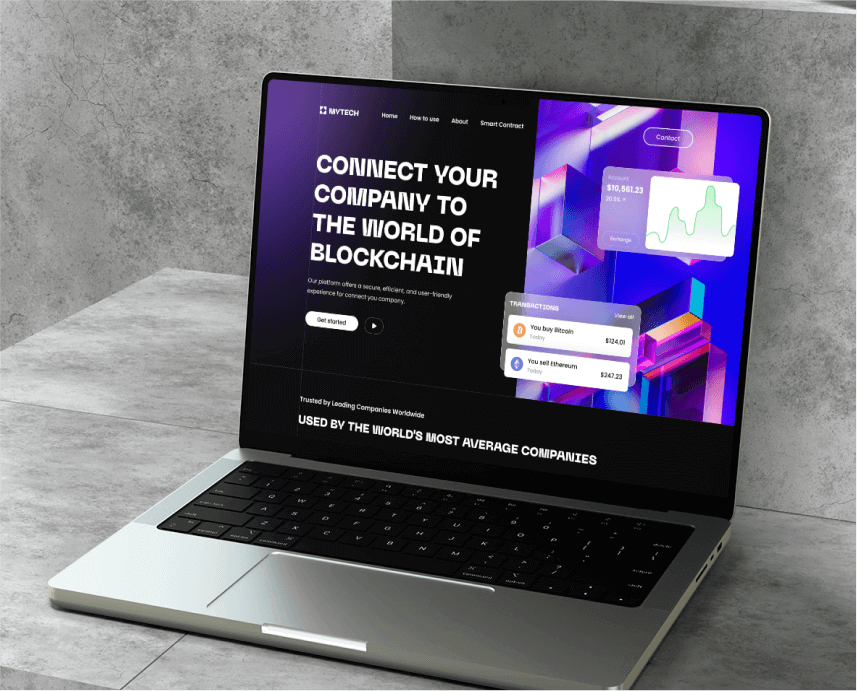 MYTECH
Home How to use About Smart Contract
Contact
CONNECT YOUR
COMPANY TO
THE WORLD OF
BLOCKCHAIN
Our platform offers a secure, efficient, and user-friendly
experience for connect you company.
Get started
Account
$10,561.23
20.5%
Exchange
TRANSACTIONS
View all
You buy Bitcoin
Today
$124.01
You sell Ethereum
Today
$247.23
Trusted by Leading Companies Worldwide
USED BY THE WORLD'S MOST AVERAGE COMPANIES